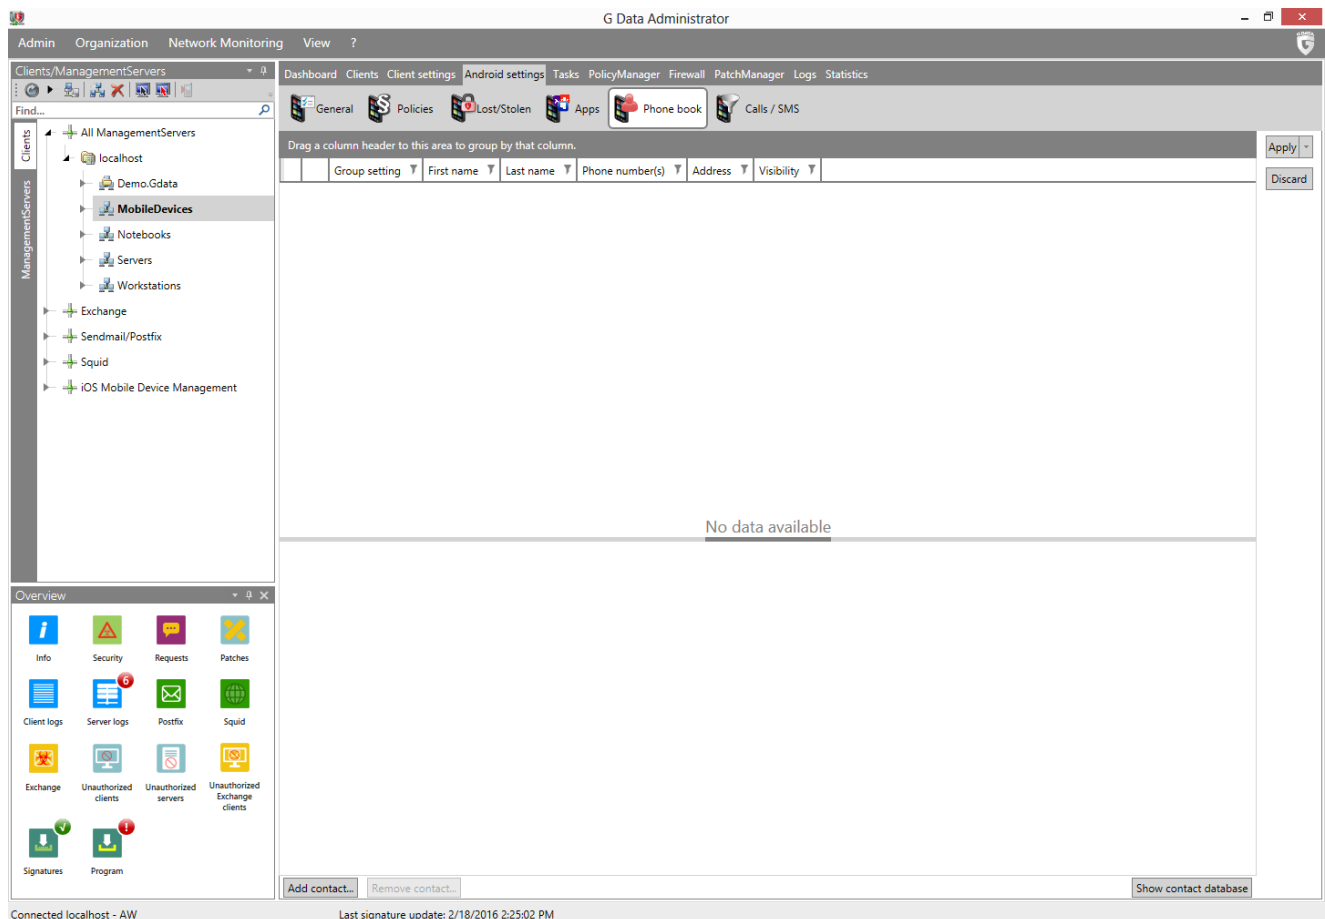 G Data Administrator
Admin Organization Network Monitoring View ?
Clients/ManagementServers
Find...
Clients
ManagementServers
All ManagementServers
localhost
Demo.Gdata
MobileDevices
Notebooks
Servers
Workstations
Exchange
Sendmail/Postfix
Squid
iOS Mobile Device Management
Dashboard Clients Client settings Android settings Tasks PolicyManager Firewall PatchManager Logs Statistics
General Policies Lost/Stolen Apps Phone book Calls / SMS
Drag a column header to this area to group by that column.
Group setting First name Last name Phone number(s) Address Visibility
Apply
Discard
No data available
Overview
Info Security Requests Patches
6
Client logs Server logs Postfix Squid
Exchange Unauthorized clients Unauthorized servers Unauthorized Exchange clients
Signatures Program
Add contact... Remove contact... Show contact database
Connected localhost - AW Last signature update: 2/18/2016 2:25:02 PM